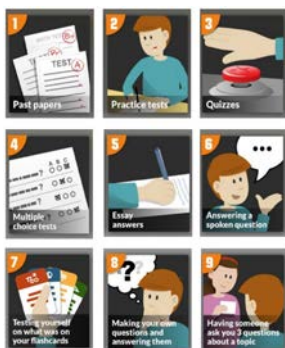 1
TEST
A
Past papers
2
Practice tests
3
Quizzes
4
A B C
?
?
?
Multiple
choice tests
5
Essay
answers
6
...
Answering a
spoken question
7
Testing yourself
on what was on
your flashcards
8
? ?
Making your own
questions and
answering them
9
Having someone
ask you 3 questions
about a topic